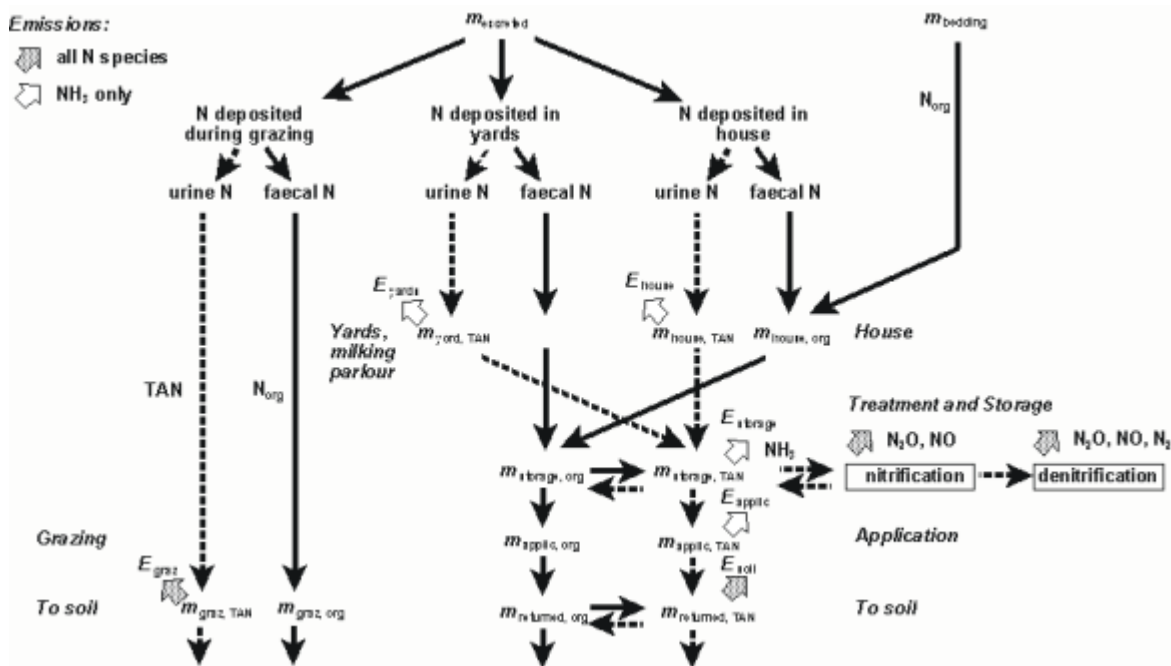 Emissions:
all N species
NH₃ only
m excreted
m bedding
N deposited
during grazing
N deposited in
yards
N deposited in
house
N org
urine N
faecal N
urine N
faecal N
urine N
faecal N
E yards
E house
Yards,
milking
parlour
m yard, TAN
m house, TAN
m house, org
House
TAN
N org
Treatment and Storage
E storage
NH₃
N₂O, NO
N₂O, NO, N₂
m storage, org
m storage, TAN
nitrification
denitrification
E applic
Grazing
m applic, org
m applic, TAN
Application
E graz
E soil
To soil
m graz, TAN
m graz, org
m returned, org
m returned, TAN
To soil